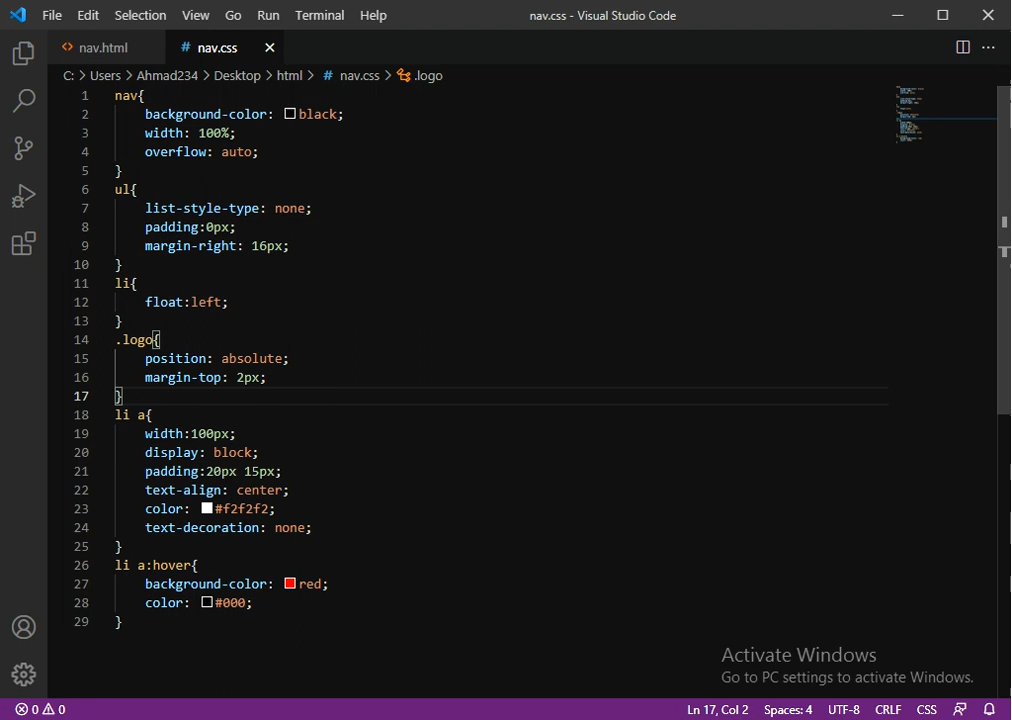 File Edit Selection View Go Run Terminal Help nav.css - Visual Studio Code
<> nav.html # nav.css ×
C: > Users > Ahmad234 > Desktop > html > # nav.css > .logo
1 nav{
2 background-color: black;
3 width: 100%;
4 overflow: auto;
5 }
6 ul{
7 list-style-type: none;
8 padding:0px;
9 margin-right: 16px;
10 }
11 li{
12 float:left;
13 }
14 .logo{
15 position: absolute;
16 margin-top: 2px;
17 }
18 li a{
19 width:100px;
20 display: block;
21 padding:20px 15px;
22 text-align: center;
23 color: #f2f2f2;
24 text-decoration: none;
25 }
26 li a:hover{
27 background-color: red;
28 color: #000;
29 }
Activate Windows
Go to PC settings to activate Windows.
0 0 Ln 17, Col 2 Spaces: 4 UTF-8 CRLF CSS